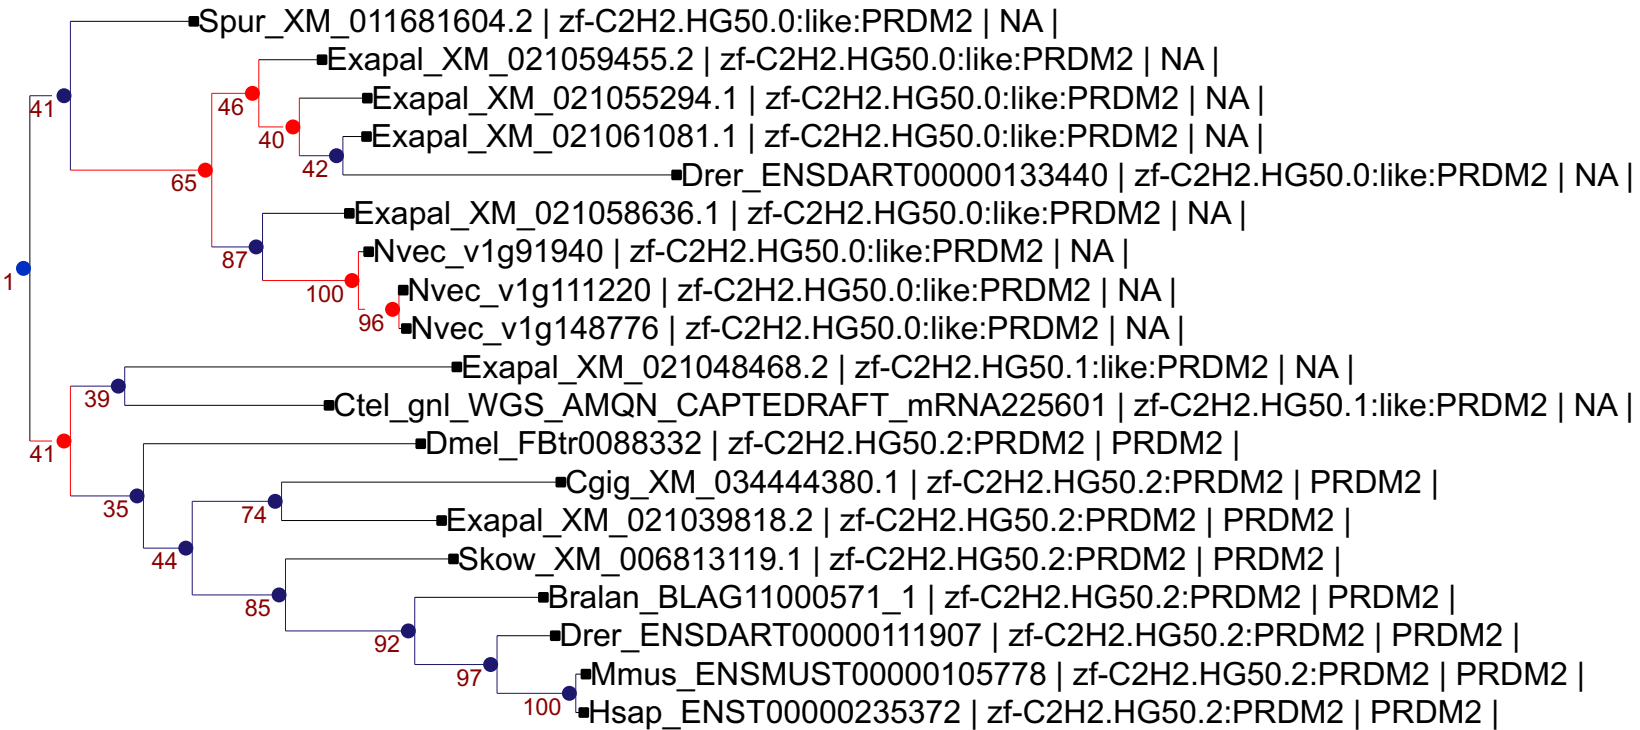 Spur_XM_011681604.2 | zf-C2H2.HG50.0:like:PRDM2 | NA |
Exapal_XM_021059455.2 | zf-C2H2.HG50.0:like:PRDM2 | NA |
46
Exapal_XM_021055294.1 | zf-C2H2.HG50.0:like:PRDM2 | NA |
41
40
Exapal_XM_021061081.1 | zf-C2H2.HG50.0:like:PRDM2 | NA |
42
65
Drer_ENSDART00000133440 | zf-C2H2.HG50.0:like:PRDM2 | NA |
Exapal_XM_021058636.1 | zf-C2H2.HG50.0:like:PRDM2 | NA |
87
Nvec_v1g91940 | zf-C2H2.HG50.0:like:PRDM2 | NA |
1
100
Nvec_v1g111220 | zf-C2H2.HG50.0:like:PRDM2 | NA |
96
Nvec_v1g148776 | zf-C2H2.HG50.0:like:PRDM2 | NA |
Exapal_XM_021048468.2 | zf-C2H2.HG50.1:like:PRDM2 | NA |
39
Ctel_gnl_WGS_AMQN_CAPTEDRAFT_mRNA225601 | zf-C2H2.HG50.1:like:PRDM2 | NA |
41
Dmel_FBtr0088332 | zf-C2H2.HG50.2:PRDM2 | PRDM2 |
35
Cgig_XM_034444380.1 | zf-C2H2.HG50.2:PRDM2 | PRDM2 |
74
Exapal_XM_021039818.2 | zf-C2H2.HG50.2:PRDM2 | PRDM2 |
44
Skow_XM_006813119.1 | zf-C2H2.HG50.2:PRDM2 | PRDM2 |
85
Bralan_BLAG11000571_1 | zf-C2H2.HG50.2:PRDM2 | PRDM2 |
92
Drer_ENSDART00000111907 | zf-C2H2.HG50.2:PRDM2 | PRDM2 |
97
Mmus_ENSMUST00000105778 | zf-C2H2.HG50.2:PRDM2 | PRDM2 |
100
Hsap_ENST00000235372 | zf-C2H2.HG50.2:PRDM2 | PRDM2 |